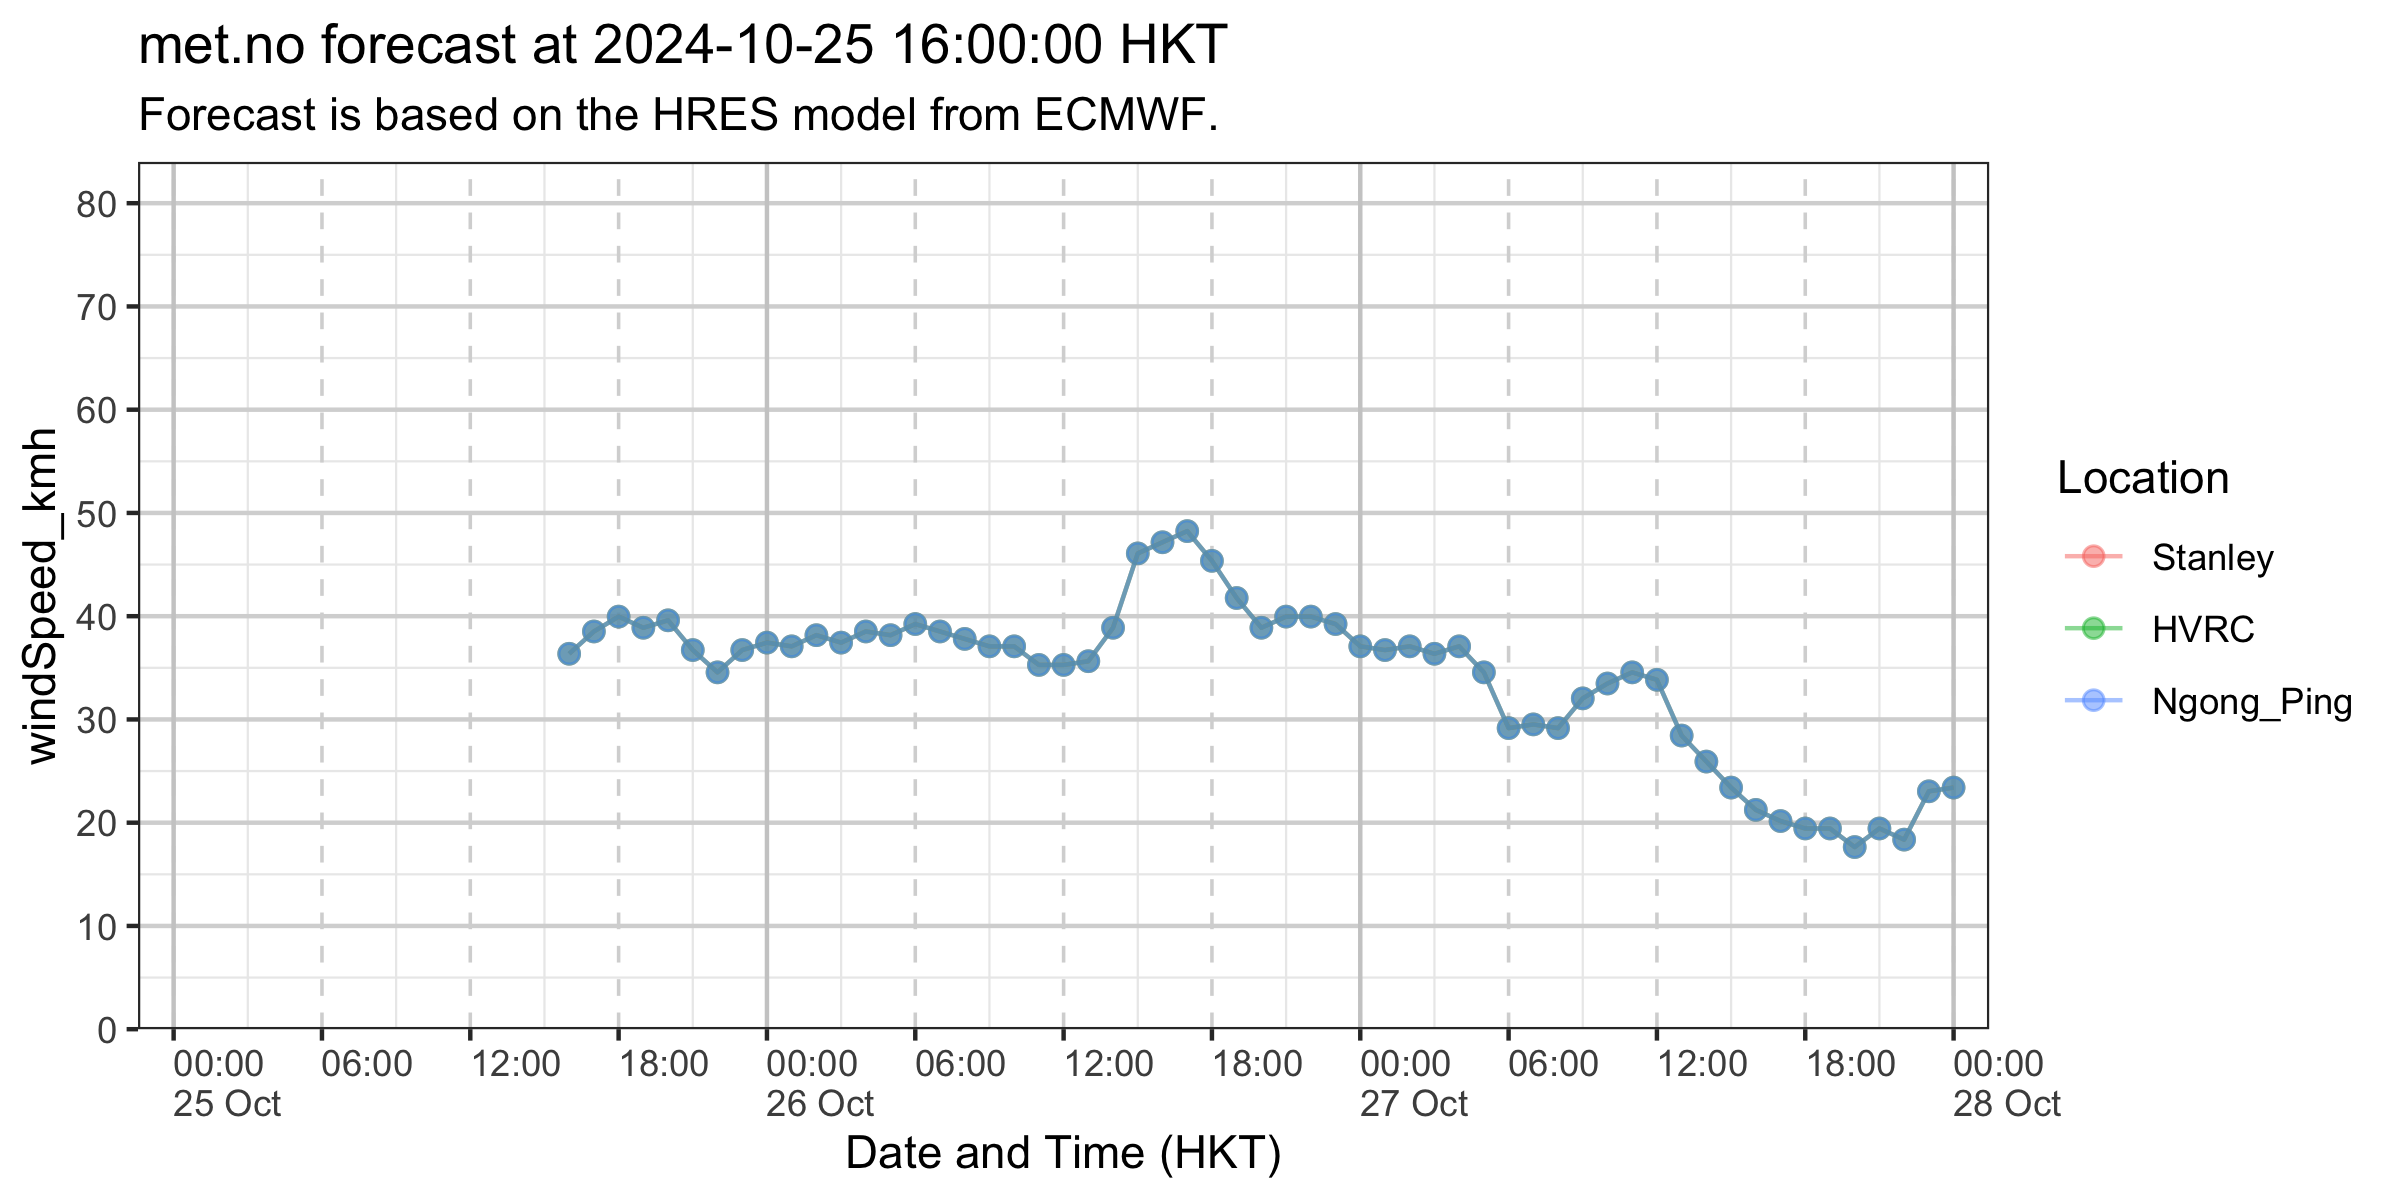 met.no forecast at 2024-10-25 16:00:00 HKT
Forecast is based on the HRES model from ECMWF.
windSpeed_kmh
80
70
60
50
40
30
20
10
0
00:00 06:00 12:00 18:00 00:00 06:00 12:00 18:00 00:00 06:00 12:00 18:00 00:00
25 Oct 26 Oct 27 Oct 28 Oct
Date and Time (HKT)
Location
Stanley
HVRC
Ngong_Ping